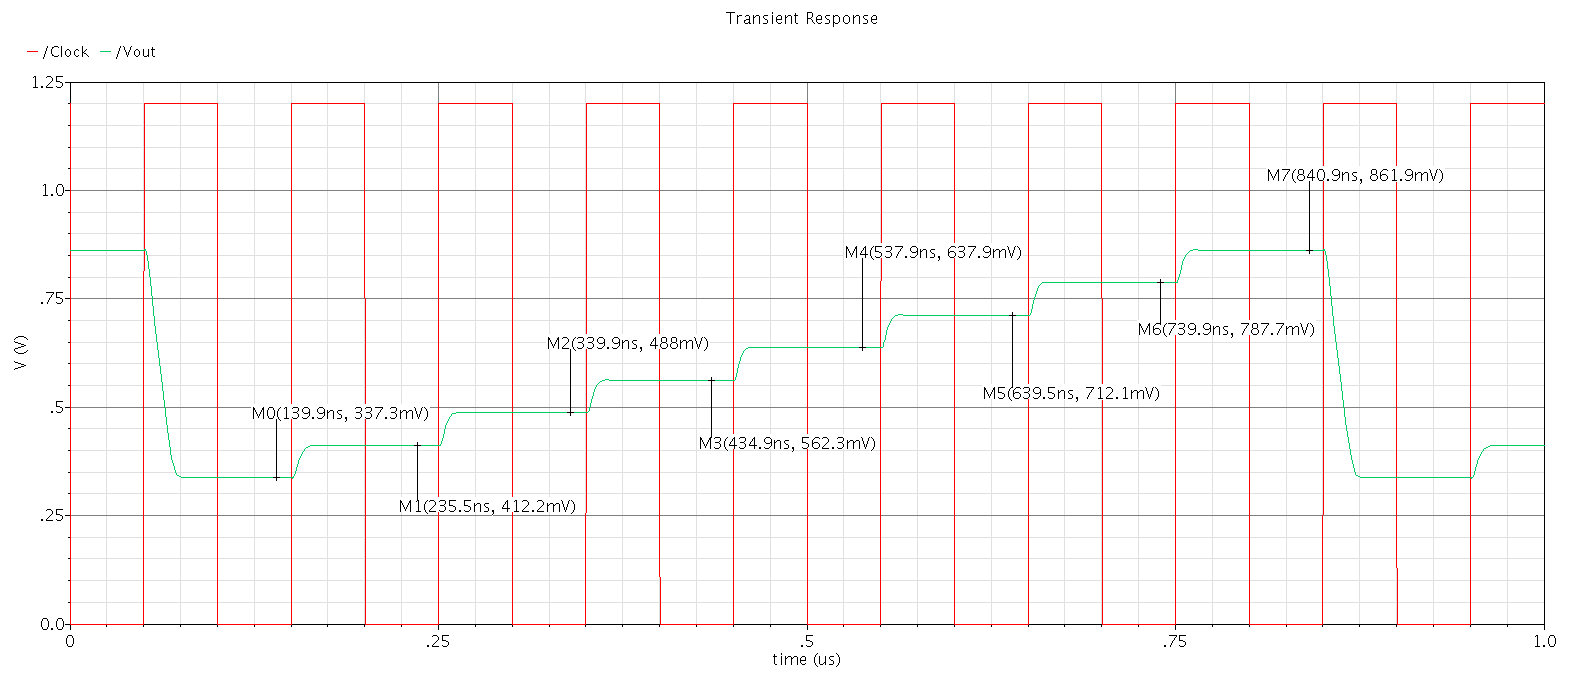 Transient Response
/Clock /Vout
1.25
M7(840.9ns, 861.9mV)
1.0
M4(537.9ns, 637.9mV)
.75
M6(739.9ns, 787.7mV)
M2(339.9ns, 488mV)
V (V)
M5(639.5ns, 712.1mV)
.5
M0(139.9ns, 337.3mV)
M3(434.9ns, 562.3mV)
M1(235.5ns, 412.2mV)
.25
0.0
0 .25 .5 .75 1.0
time (us)